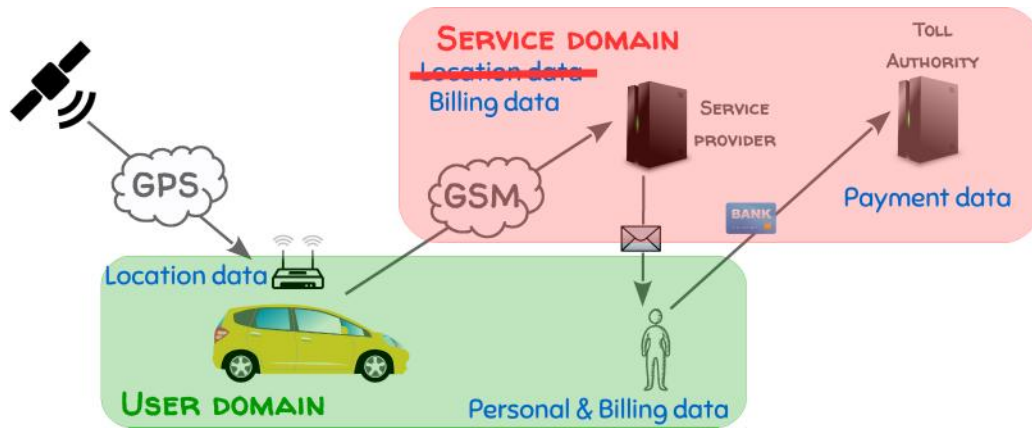 SERVICE DOMAIN
Location data
Billing data
TOLL
AUTHORITY
SERVICE
PROVIDER
GPS
GSM
BANK
Payment data
Location data
USER DOMAIN
Personal & Billing data